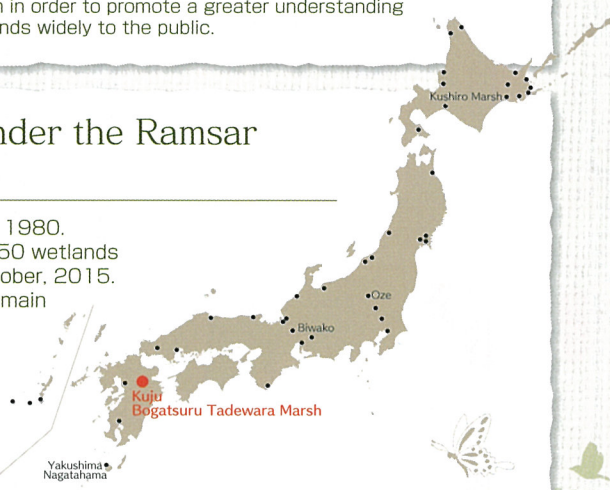 n in order to promote a greater understanding
nds widely to the public.
nder the Ramsar
1980.
50 wetlands
ober, 2015.
main
Kushiro Marsh
Oze
Biwako
Kuju
Bogatsuru Tadewara Marsh
Yakushima
Nagatahama